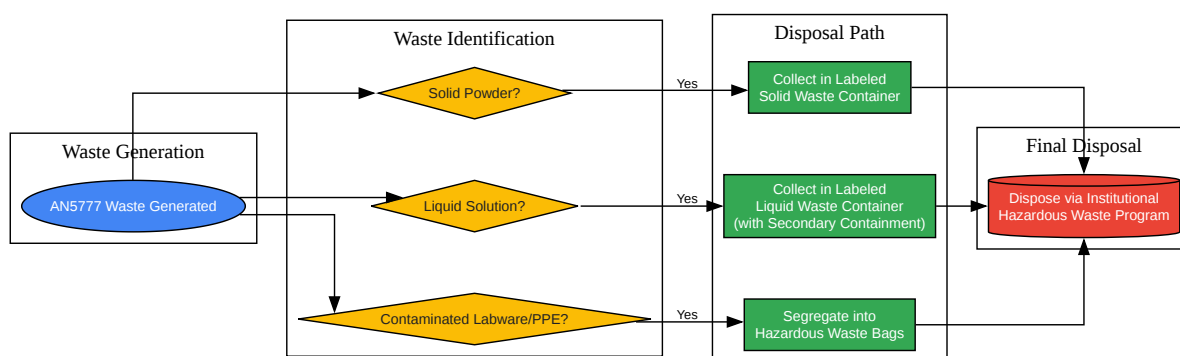 Waste Generation
AN5777 Waste Generated
Waste Identification
Solid Powder?
Liquid Solution?
Contaminated Labware/PPE?
Yes
Yes
Yes
Disposal Path
Collect in Labeled
Solid Waste Container
Collect in Labeled
Liquid Waste Container
(with Secondary Containment)
Segregate into
Hazardous Waste Bags
Final Disposal
Dispose via Institutional
Hazardous Waste Program